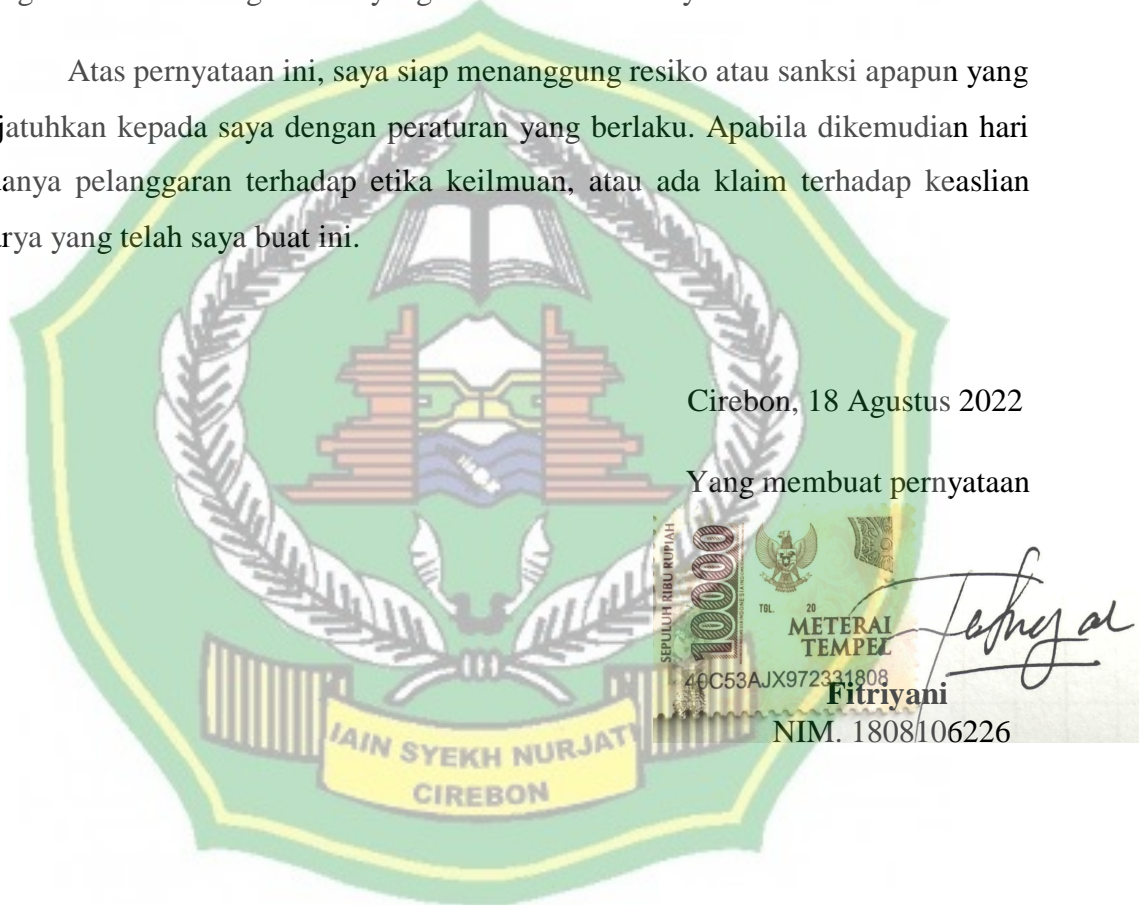 Atas pernyataan ini, saya siap menanggung resiko atau sanksi apapun yang
jatuhkan kepada saya dengan peraturan yang berlaku. Apabila dikemudian hari
anya pelanggaran terhadap etika keilmuan, atau ada klaim terhadap keaslian
rya yang telah saya buat ini.
Cirebon, 18 Agustus 2022
Yang membuat pernyataan
SEPULUH RIBU RUPIAH
10000
TGL. 20
METERAI
TEMPEL
40C53AJX972331808
Fitriyani
NIM. 1808106226
IAIN SYEKH NURJATI
CIREBON